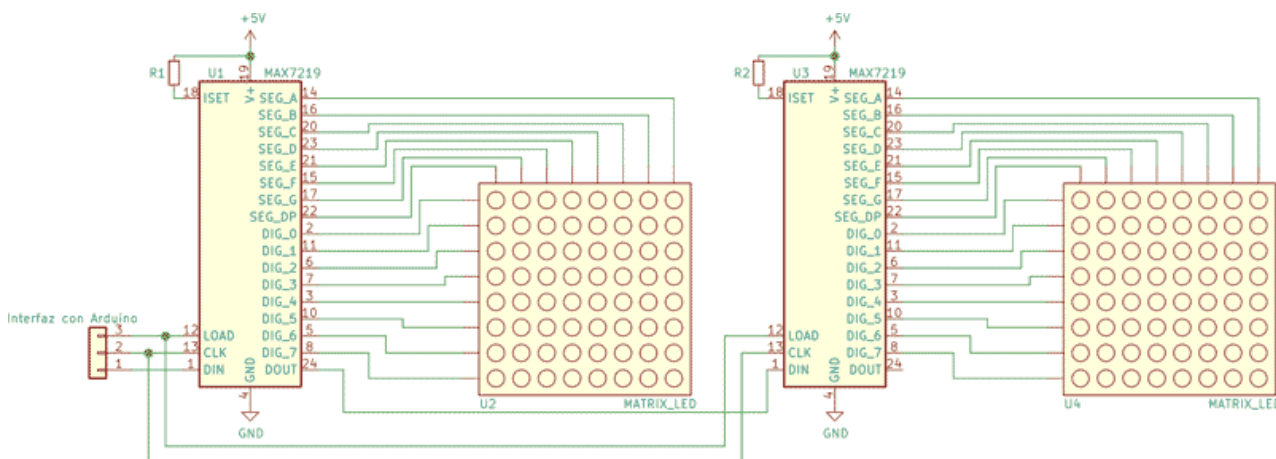 +5V
R1
U1
MAX7219
19
V+
18
ISET
SEG_A
14
SEG_B
16
SEG_C
20
SEG_D
23
SEG_E
21
SEG_F
15
SEG_G
17
SEG_DP
22
DIG_0
2
DIG_1
11
DIG_2
6
DIG_3
7
DIG_4
3
DIG_5
10
DIG_6
5
DIG_7
8
DOUT
24
12
LOAD
13
CLK
1
DIN
GND
4
GND
Interfaz con Arduino
3
2
1
U2
MATRIX_LED
+5V
R2
U3
MAX7219
19
V+
18
ISET
SEG_A
14
SEG_B
16
SEG_C
20
SEG_D
23
SEG_E
21
SEG_F
15
SEG_G
17
SEG_DP
22
DIG_0
2
DIG_1
11
DIG_2
6
DIG_3
7
DIG_4
3
DIG_5
10
DIG_6
5
DIG_7
8
DOUT
24
12
LOAD
13
CLK
1
DIN
GND
4
GND
U4
MATRIX_LED